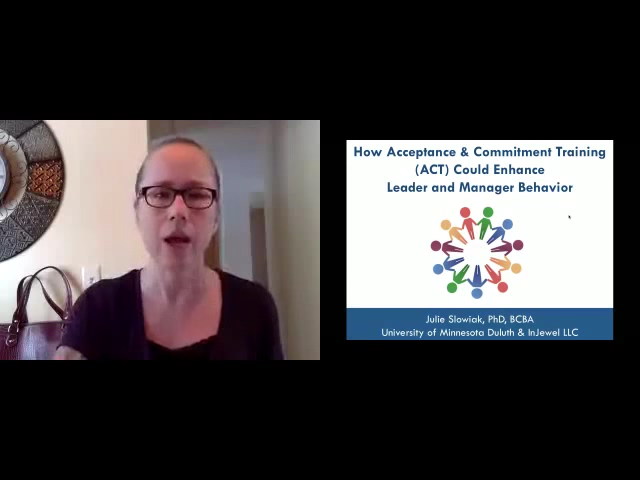 How Acceptance & Commitment Training
(ACT) Could Enhance
Leader and Manager Behavior
Julie Slowiak, PhD, BCBA
University of Minnesota Duluth & InJewel LLC